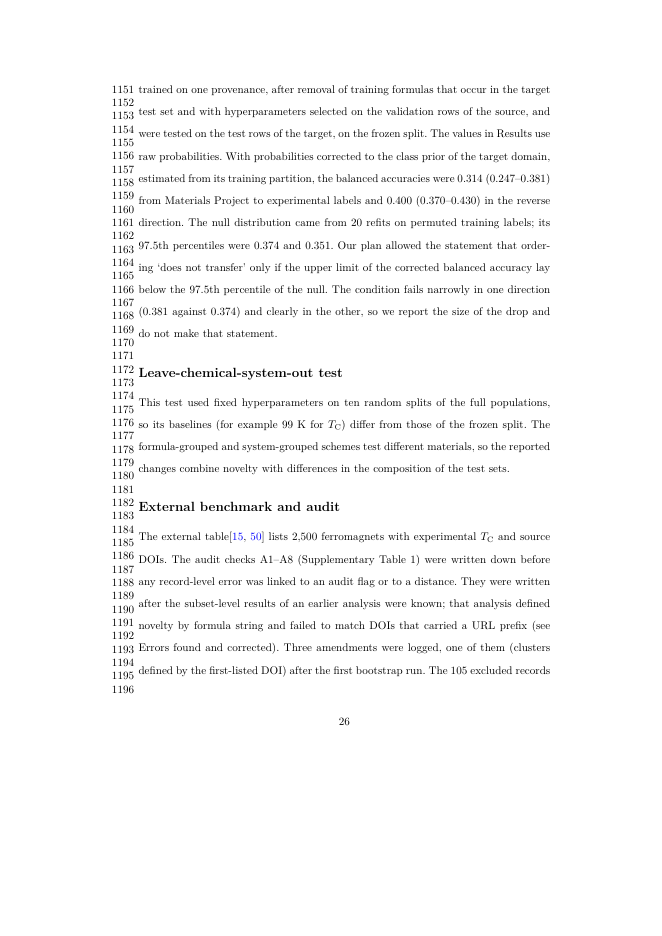 1151 trained on one provenance, after removal of training formulas that occur in the target
1152
1153 test set and with hyperparameters selected on the validation rows of the source, and
1154 were tested on the test rows of the target, on the frozen split. The values in Results use
1155
1156 raw probabilities. With probabilities corrected to the class prior of the target domain,
1157
1158 estimated from its training partition, the balanced accuracies were 0.314 (0.247–0.381)
1159 from Materials Project to experimental labels and 0.400 (0.370–0.430) in the reverse
1160
1161 direction. The null distribution came from 20 refits on permuted training labels; its
1162
1163 97.5th percentiles were 0.374 and 0.351. Our plan allowed the statement that order-
1164 ing ‘does not transfer’ only if the upper limit of the corrected balanced accuracy lay
1165
1166 below the 97.5th percentile of the null. The condition fails narrowly in one direction
1167
1168 (0.381 against 0.374) and clearly in the other, so we report the size of the drop and
1169 do not make that statement.
1170
1171
1172 Leave-chemical-system-out test
1173
1174 This test used fixed hyperparameters on ten random splits of the full populations,
1175
1176 so its baselines (for example 99 K for TC) differ from those of the frozen split. The
1177
1178 formula-grouped and system-grouped schemes test different materials, so the reported
1179 changes combine novelty with differences in the composition of the test sets.
1180
1181
1182 External benchmark and audit
1183
1184 The external table[15, 50] lists 2,500 ferromagnets with experimental TC and source
1185
1186 DOIs. The audit checks A1–A8 (Supplementary Table 1) were written down before
1187
1188 any record-level error was linked to an audit flag or to a distance. They were written
1189 after the subset-level results of an earlier analysis were known; that analysis defined
1190
1191 novelty by formula string and failed to match DOIs that carried a URL prefix (see
1192
1193 Errors found and corrected). Three amendments were logged, one of them (clusters
1194 defined by the first-listed DOI) after the first bootstrap run. The 105 excluded records
1195
1196
26